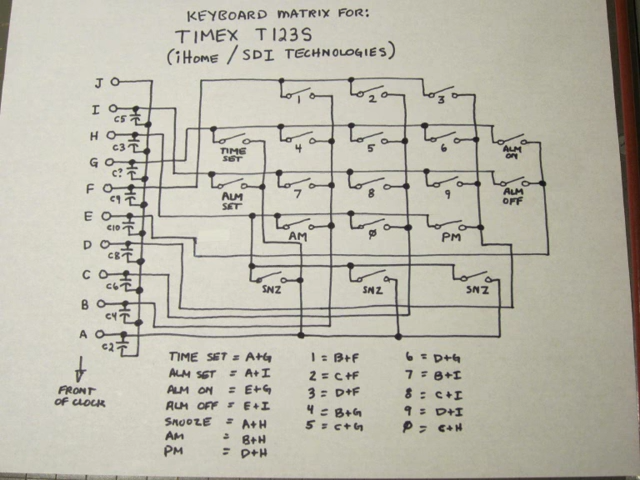 KEYBOARD MATRIX FOR:
TIMEX T123S
(iHOME / SDI TECHNOLOGIES)
J
I
C5
H
C3
G
C?
F
C9
E
C10
D
C8
C
C6
B
C4
A
C2
1 2 3
TIME SET 4 5 6 ALM ON
ALM SET 7 8 9 ALM OFF
AM Ø PM
SNZ SNZ SNZ
FRONT
OF CLOCK
TIME SET = A+G
ALM SET = A+I
ALM ON = E+G
ALM OFF = E+I
SNOOZE = A+H
AM = B+H
PM = D+H
1 = B+F
2 = C+F
3 = D+F
4 = B+G
5 = C+G
6 = D+G
7 = B+I
8 = C+I
9 = D+I
Ø = C+H